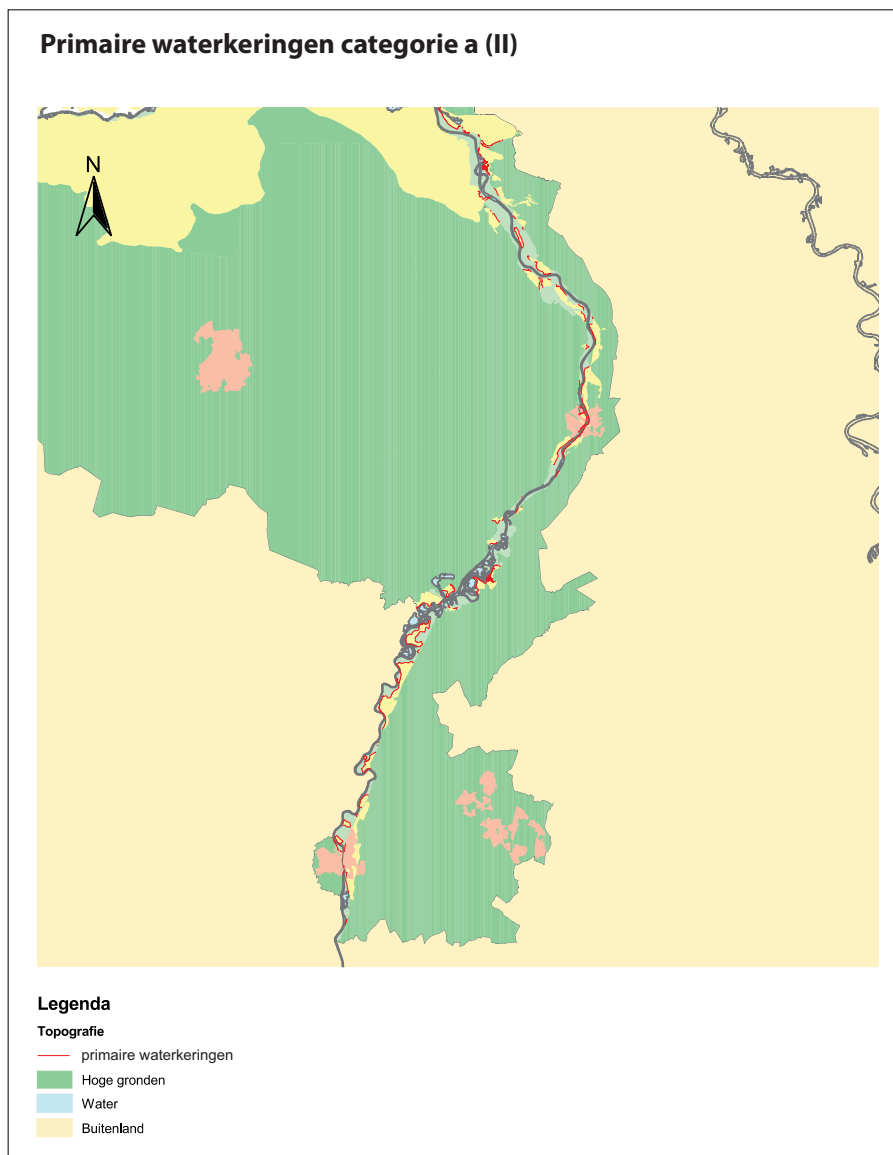 Primaire waterkeringen categorie a (II)
N
Legenda
Topografie
primaire waterkeringen
Hoge gronden
Water
Buitenland